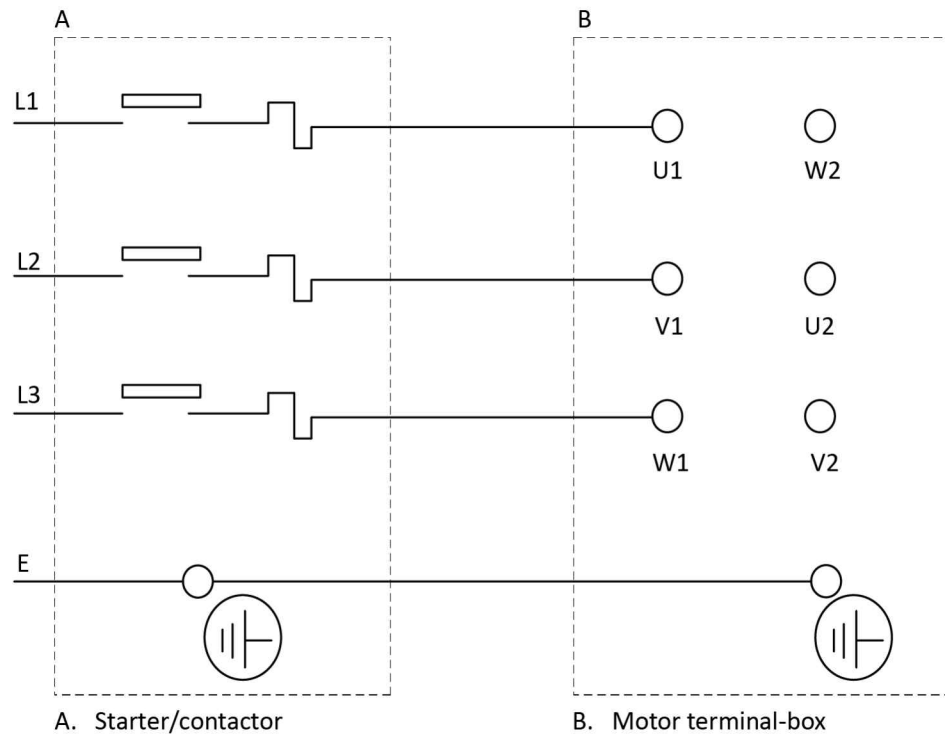 A B
L1
U1 W2
L2
V1 U2
L3
W1 V2
E
A. Starter/contactor B. Motor terminal-box